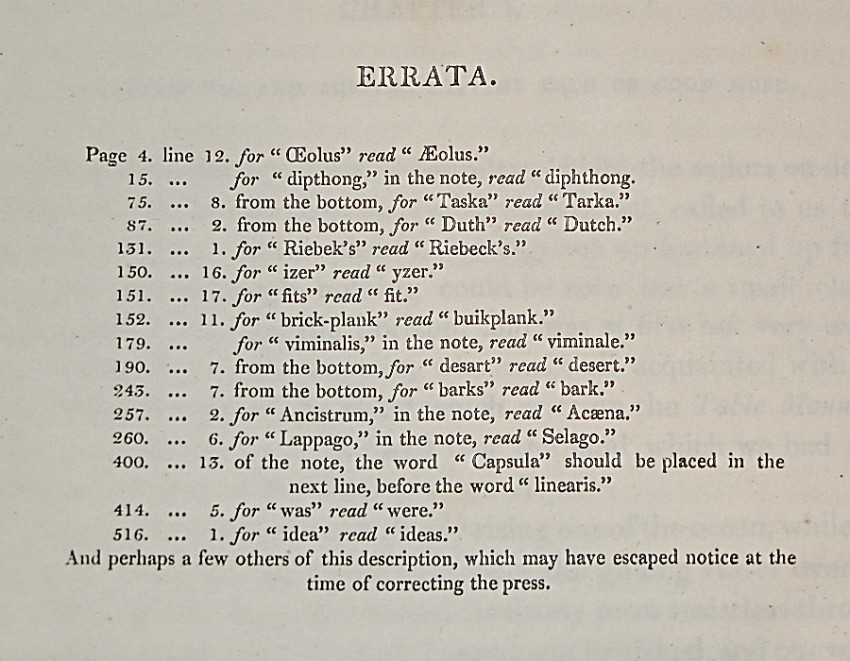 ERRATA.
Page 4. line 12. for “Œolus” read “Æolus.”
15. ... for “dipthong,” in the note, read “diphthong.
75. ... 8. from the bottom, for “Taska” read “Tarka.”
87. ... 2. from the bottom, for “Duth” read “Dutch.”
131. ... 1. for “Riebek's” read “Riebeck's.”
150. ... 16. for “izer” read “yzer.”
151. ... 17. for “fits” read “fit.”
152. ... 11. for “brick-plank” read “buikplank.”
179. ... for “viminalis,” in the note, read “viminale.”
190. ... 7. from the bottom, for “desart” read “desert.”
243. ... 7. from the bottom, for “barks” read “bark.”
257. ... 2. for “Ancistrum,” in the note, read “Acæna.”
260. ... 6. for “Lappago,” in the note, read “Selago.”
400. ... 13. of the note, the word “Capsula” should be placed in the
next line, before the word “linearis.”
414. ... 5. for “was” read “were.”
516. ... 1. for “idea” read “ideas.”
And perhaps a few others of this description, which may have escaped notice at the
time of correcting the press.